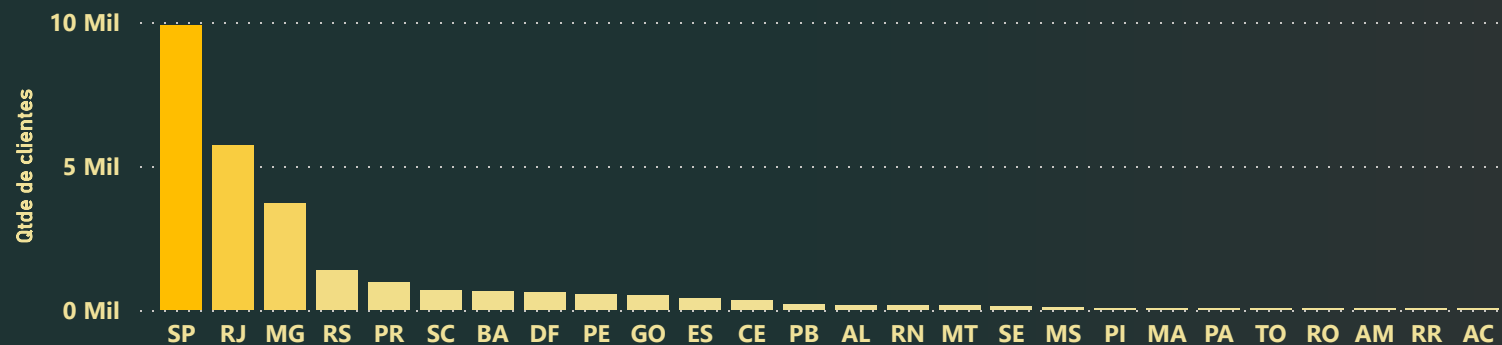 10 Mil
5 Mil
0 Mil
Qtde de clientes
SP RJ MG RS PR SC BA DF PE GO ES CE PB AL RN MT SE MS PI MA PA TO RO AM RR AC